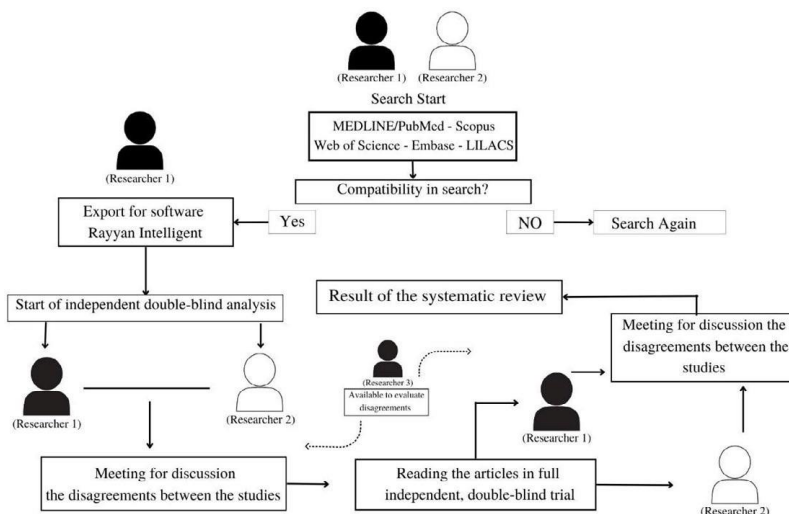 (Researcher 1)
(Researcher 2)
Search Start
MEDLINE/PubMed - Scopus
Web of Science - Embase - LILACS
(Researcher 1)
Compatibility in search?
Export for software
Rayyan Intelligent
Yes
NO
Search Again
Start of independent double-blind analysis
Result of the systematic review
Meeting for discussion the
disagreements between the
studies
(Researcher 3)
Available to evaluate
disagreements
(Researcher 1)
(Researcher 2)
(Researcher 1)
Meeting for discussion
the disagreements between the studies
Reading the articles in full
independent, double-blind trial
(Researcher 2)